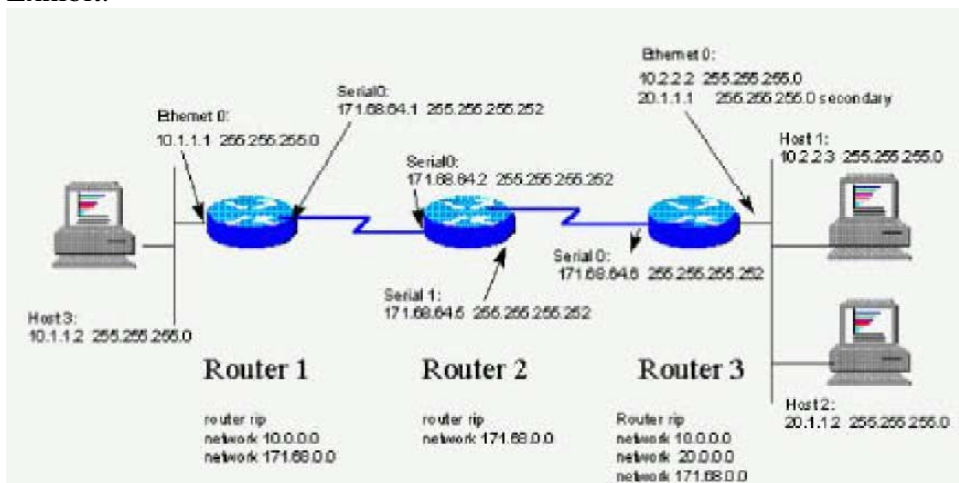 Exhibit:
Ethernet 0:
10.2.2.2 255.255.255.0
20.1.1.1 255.255.255.0 secondary
Serial0:
171.68.64.1 255.255.255.252
Ethernet 0:
10.1.1.1 255.255.255.0
Host 1:
10.2.2.3 255.255.255.0
Serial0:
171.68.64.2 255.255.255.252
Serial 0:
171.68.64.6 255.255.255.252
Serial 1:
171.68.64.5 255.255.255.252
Host 3:
10.1.1.2 255.255.255.0
Router 1
Router 2
Router 3
Host 2:
20.1.1.2 255.255.255.0
router rip
network 10.0.0.0
network 171.68.0.0
router rip
network 171.68.0.0
Router rip
network 10.0.0.0
network 20.0.0.0
network 171.68.0.0